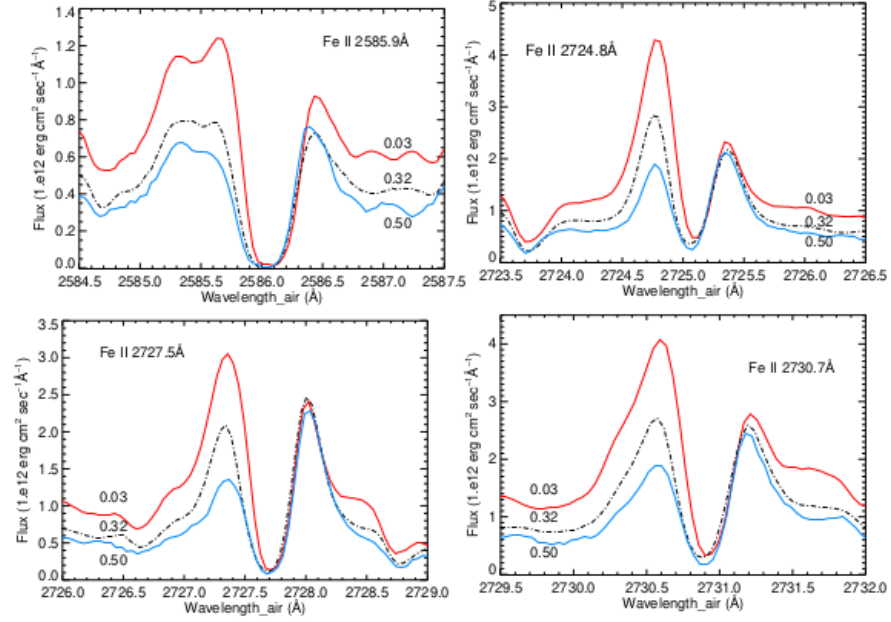 Fe II 2585.9Å
Flux (1.e12 erg cm² sec⁻¹Å⁻¹)
1.4
1.2
1.0
0.8
0.6
0.4
0.2
0.0
0.03
0.32
0.50
2584.5 2585.0 2585.5 2586.0 2586.5 2587.0 2587.5
Wavelength_air (Å)
Fe II 2724.8Å
Flux (1.e12 erg cm² sec⁻¹Å⁻¹)
5
4
3
2
1
0
0.03
0.32
0.50
2723.5 2724.0 2724.5 2725.0 2725.5 2726.0 2726.5
Wavelength_air (Å)
Fe II 2727.5Å
Flux (1.e12 erg cm² sec⁻¹Å⁻¹)
3.5
3.0
2.5
2.0
1.5
1.0
0.5
0.0
0.03
0.32
0.50
2726.0 2726.5 2727.0 2727.5 2728.0 2728.5 2729.0
Wavelength_air (Å)
Fe II 2730.7Å
Flux (1.e12 erg cm² sec⁻¹Å⁻¹)
4
3
2
1
0
0.03
0.32
0.50
2729.5 2730.0 2730.5 2731.0 2731.5 2732.0
Wavelength_air (Å)